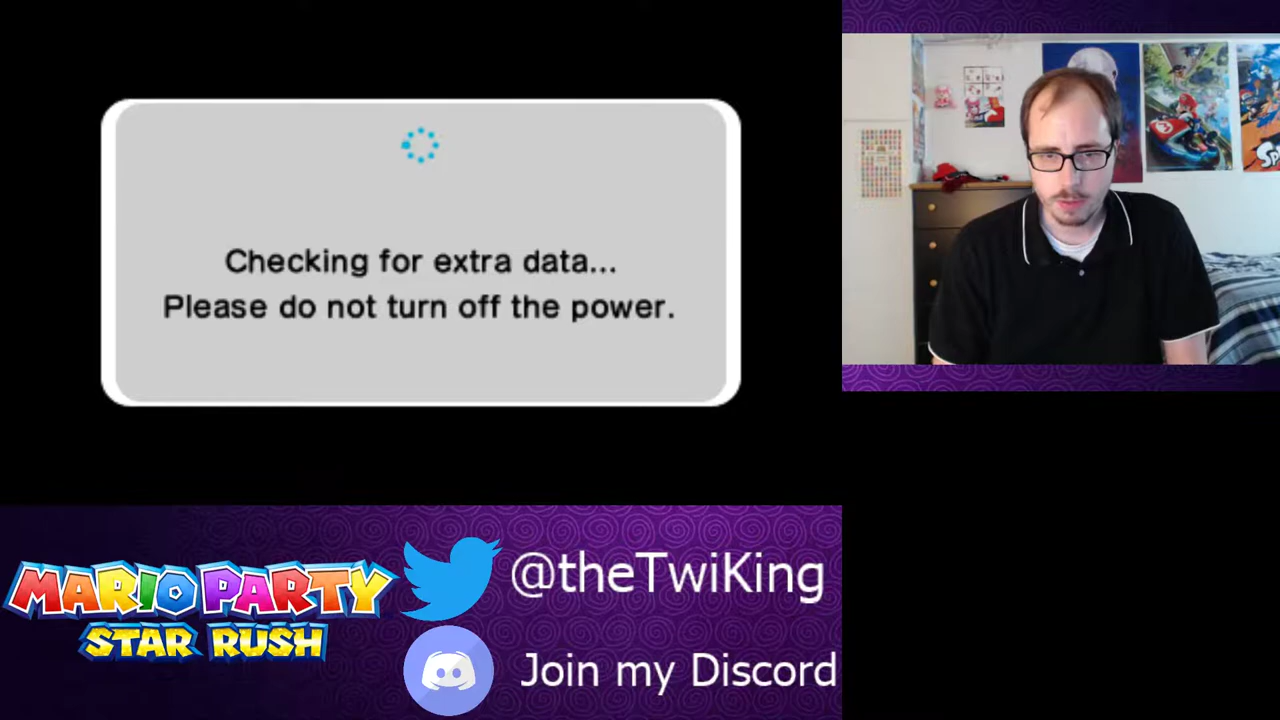 Checking for extra data...
Please do not turn off the power.
MARIO PARTY
STAR RUSH
@theTwiKing
Join my Discord